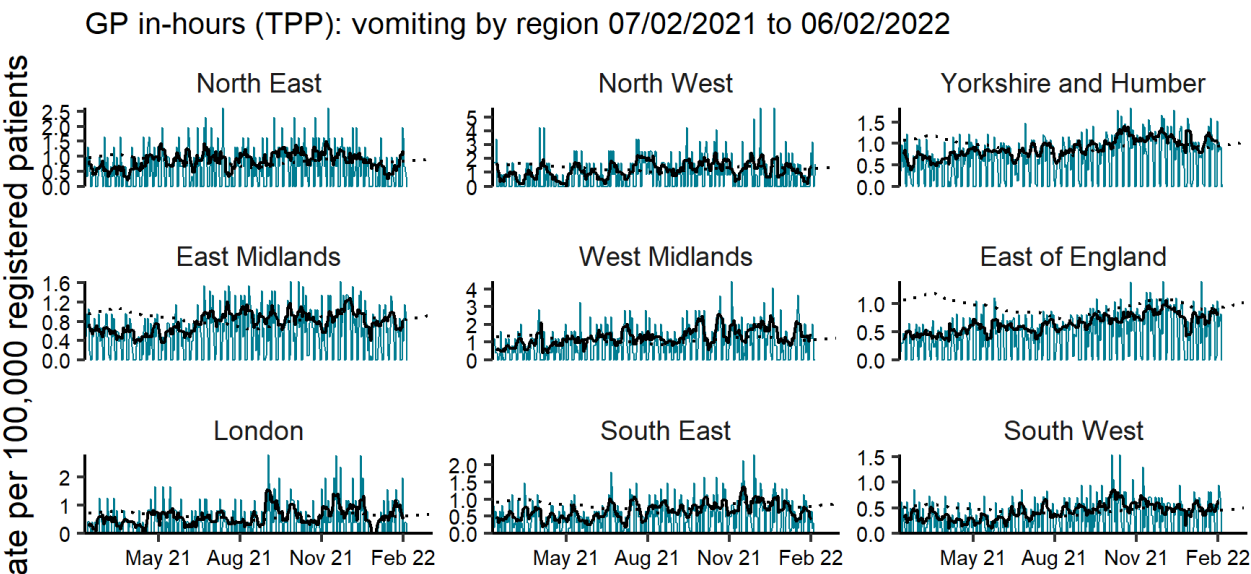 GP in-hours (TPP): vomiting by region 07/02/2021 to 06/02/2022
ate per 100,000 registered patients
North East
2.5
2.0
1.5
1.0
0.5
0.0
North West
5
4
3
2
1
0
Yorkshire and Humber
1.5
1.0
0.5
0.0
East Midlands
1.6
1.2
0.8
0.4
0.0
West Midlands
4
3
2
1
0
East of England
1.0
0.5
0.0
London
2
1
0
South East
2.0
1.5
1.0
0.5
0.0
South West
1.5
1.0
0.5
0.0
May 21 Aug 21 Nov 21 Feb 22
May 21 Aug 21 Nov 21 Feb 22
May 21 Aug 21 Nov 21 Feb 22